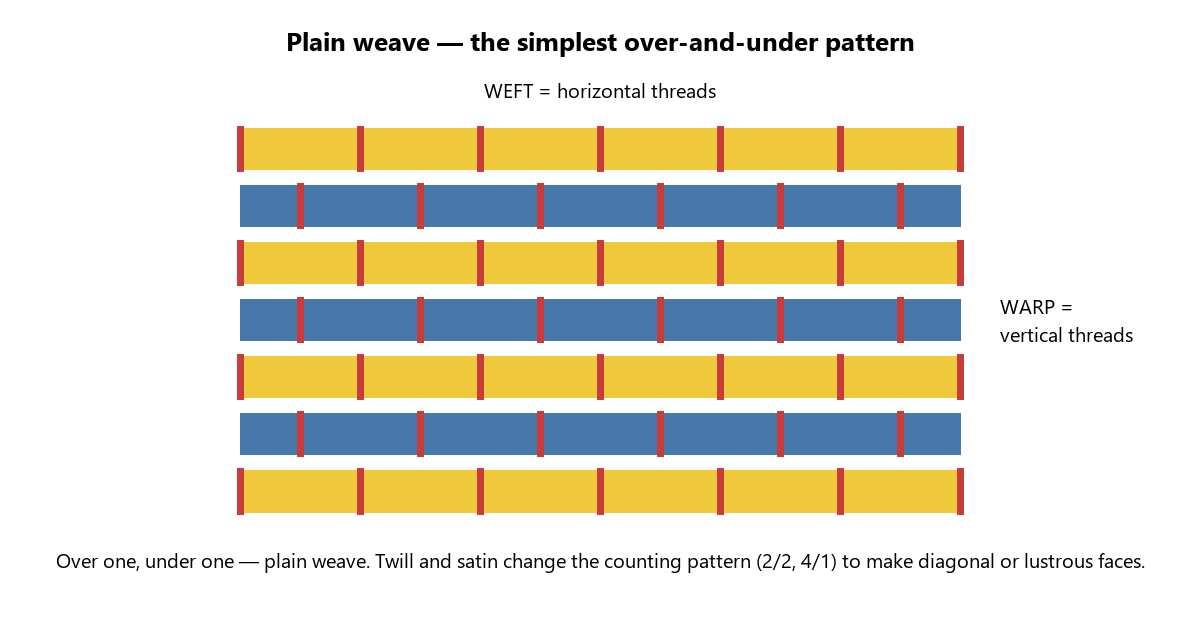 Plain weave — the simplest over-and-under pattern
WEFT = horizontal threads
WARP =
vertical threads
Over one, under one — plain weave. Twill and satin change the counting pattern (2/2, 4/1) to make diagonal or lustrous faces.